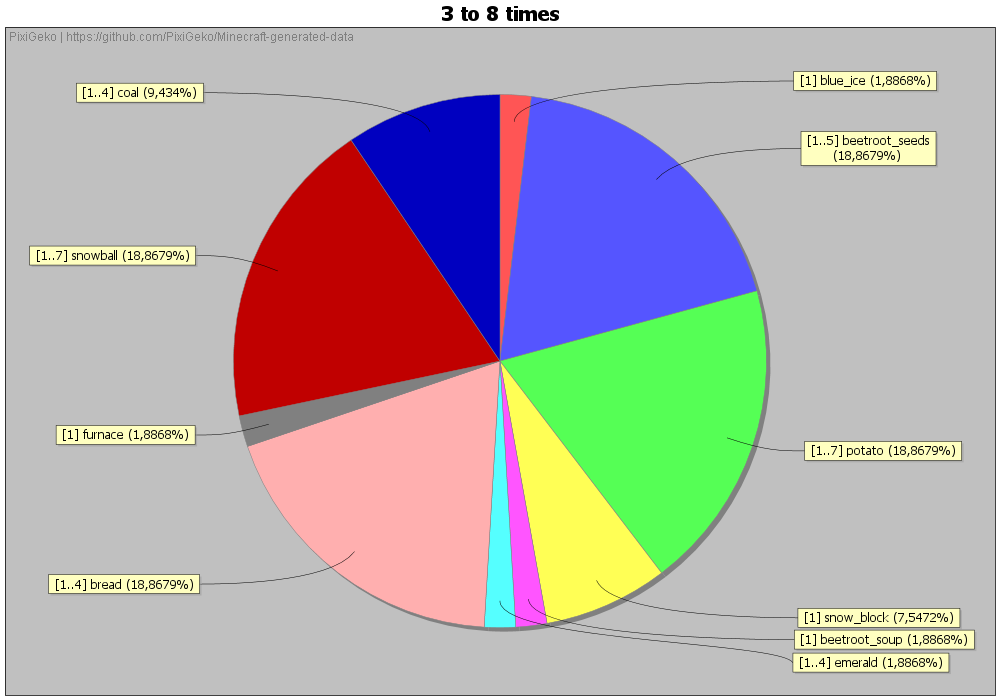 3 to 8 times
PixiGeko | https://github.com/PixiGeko/Minecraft-generated-data
[1] blue_ice (1,8868%)
[1..4] coal (9,434%)
[1..5] beetroot_seeds
(18,8679%)
[1..7] snowball (18,8679%)
[1] furnace (1,8868%)
[1..7] potato (18,8679%)
[1..4] bread (18,8679%)
[1] snow_block (7,5472%)
[1] beetroot_soup (1,8868%)
[1..4] emerald (1,8868%)